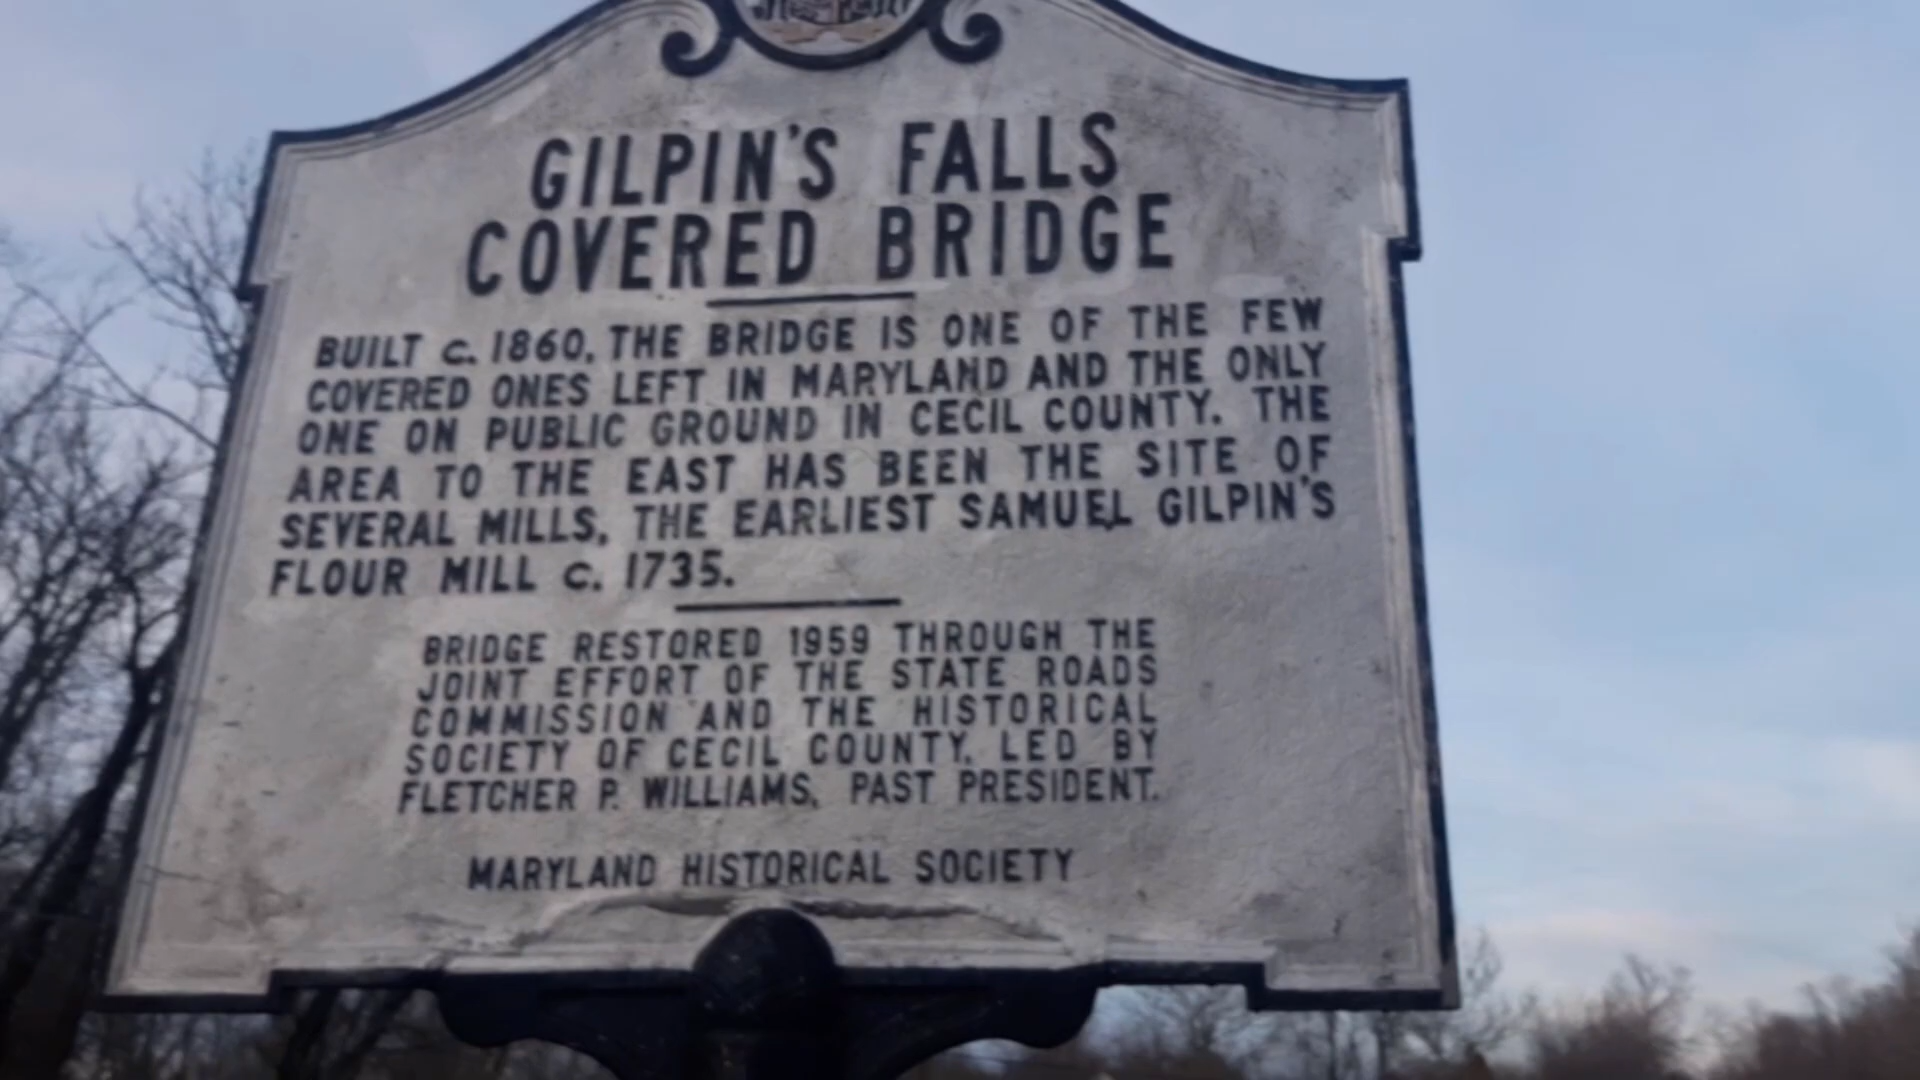 GILPIN'S FALLS
COVERED BRIDGE
BUILT c. 1860, THE BRIDGE IS ONE OF THE FEW
COVERED ONES LEFT IN MARYLAND AND THE ONLY
ONE ON PUBLIC GROUND IN CECIL COUNTY. THE
AREA TO THE EAST HAS BEEN THE SITE OF
SEVERAL MILLS, THE EARLIEST SAMUEL GILPIN'S
FLOUR MILL c. 1735.
BRIDGE RESTORED 1959 THROUGH THE
JOINT EFFORT OF THE STATE ROADS
COMMISSION AND THE HISTORICAL
SOCIETY OF CECIL COUNTY, LED BY
FLETCHER P. WILLIAMS, PAST PRESIDENT.
MARYLAND HISTORICAL SOCIETY